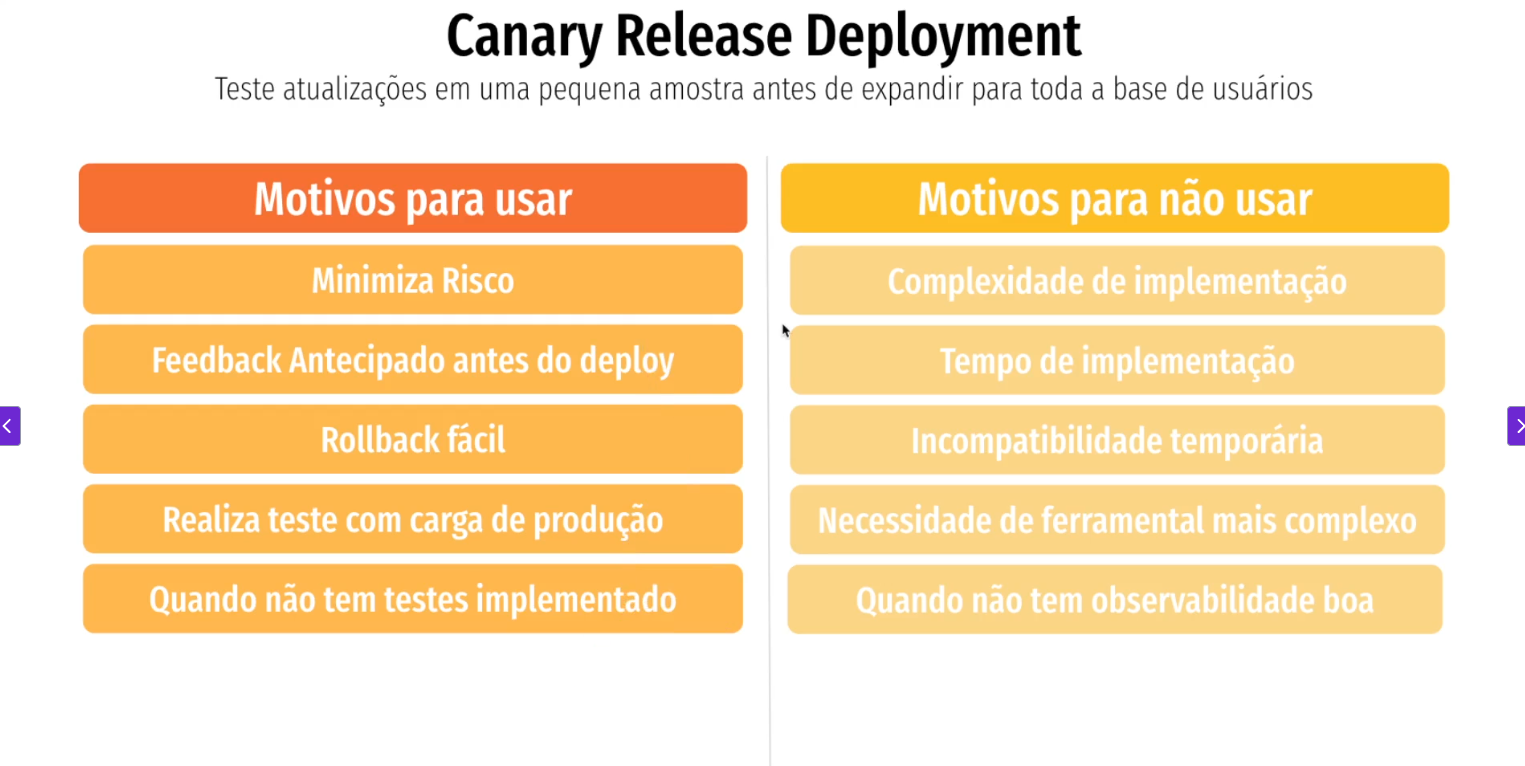 Canary Release Deployment
Teste atualizações em uma pequena amostra antes de expandir para toda a base de usuários
Motivos para usar
Minimiza Risco
Feedback Antecipado antes do deploy
Rollback fácil
Realiza teste com carga de produção
Quando não tem testes implementado
Motivos para não usar
Complexidade de implementação
Tempo de implementação
Incompatibilidade temporária
Necessidade de ferramental mais complexo
Quando não tem observabilidade boa